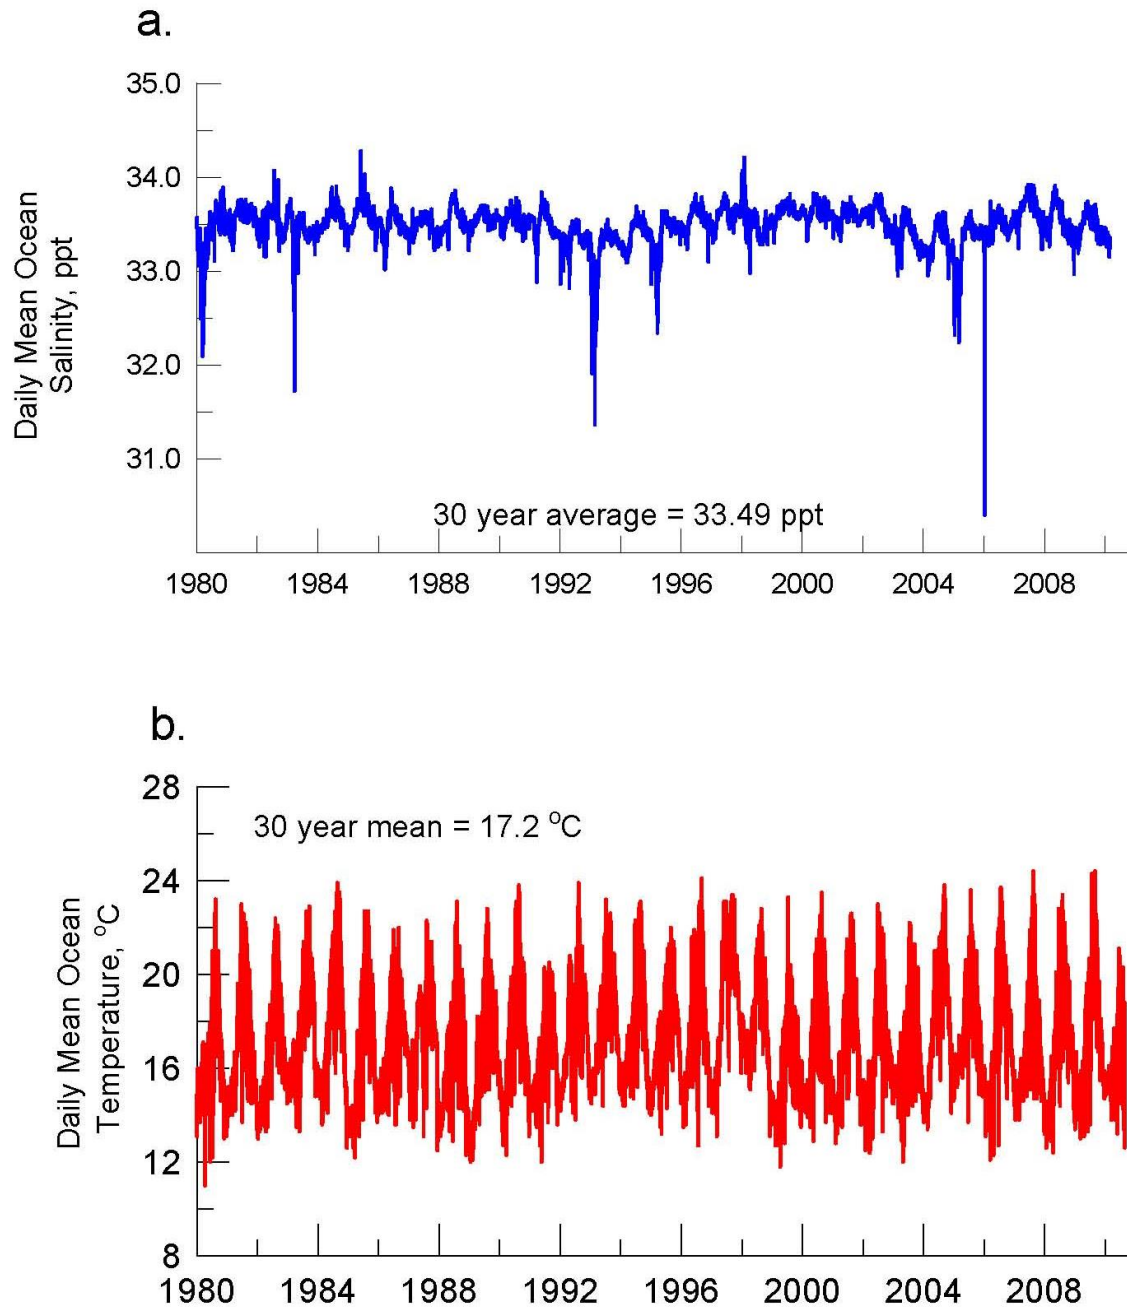 a.
35.0
34.0
33.0
32.0
31.0
Daily Mean Ocean
Salinity, ppt
30 year average = 33.49 ppt
1980 1984 1988 1992 1996 2000 2004 2008
b.
28
24
20
16
12
8
Daily Mean Ocean
Temperature, °C
30 year mean = 17.2 °C
1980 1984 1988 1992 1996 2000 2004 2008